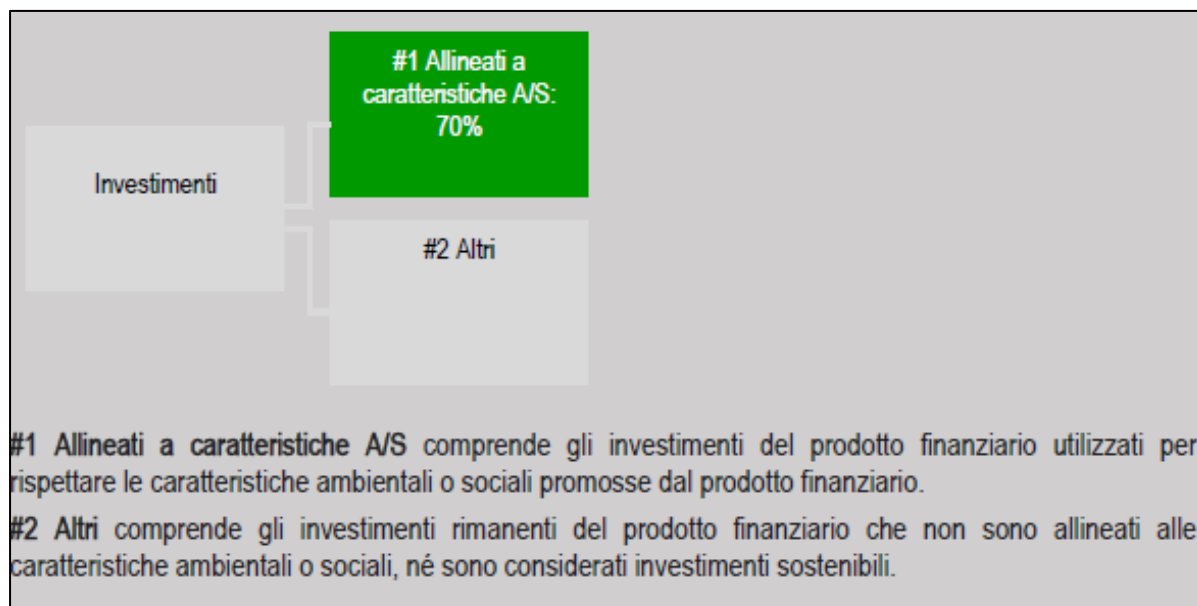 #1 Allineati a
caratteristiche A/S:
70%
Investimenti
#2 Altri
#1 Allineati a caratteristiche A/S comprende gli investimenti del prodotto finanziario utilizzati per
rispettare le caratteristiche ambientali o sociali promosse dal prodotto finanziario.
#2 Altri comprende gli investimenti rimanenti del prodotto finanziario che non sono allineati alle
caratteristiche ambientali o sociali, né sono considerati investimenti sostenibili.